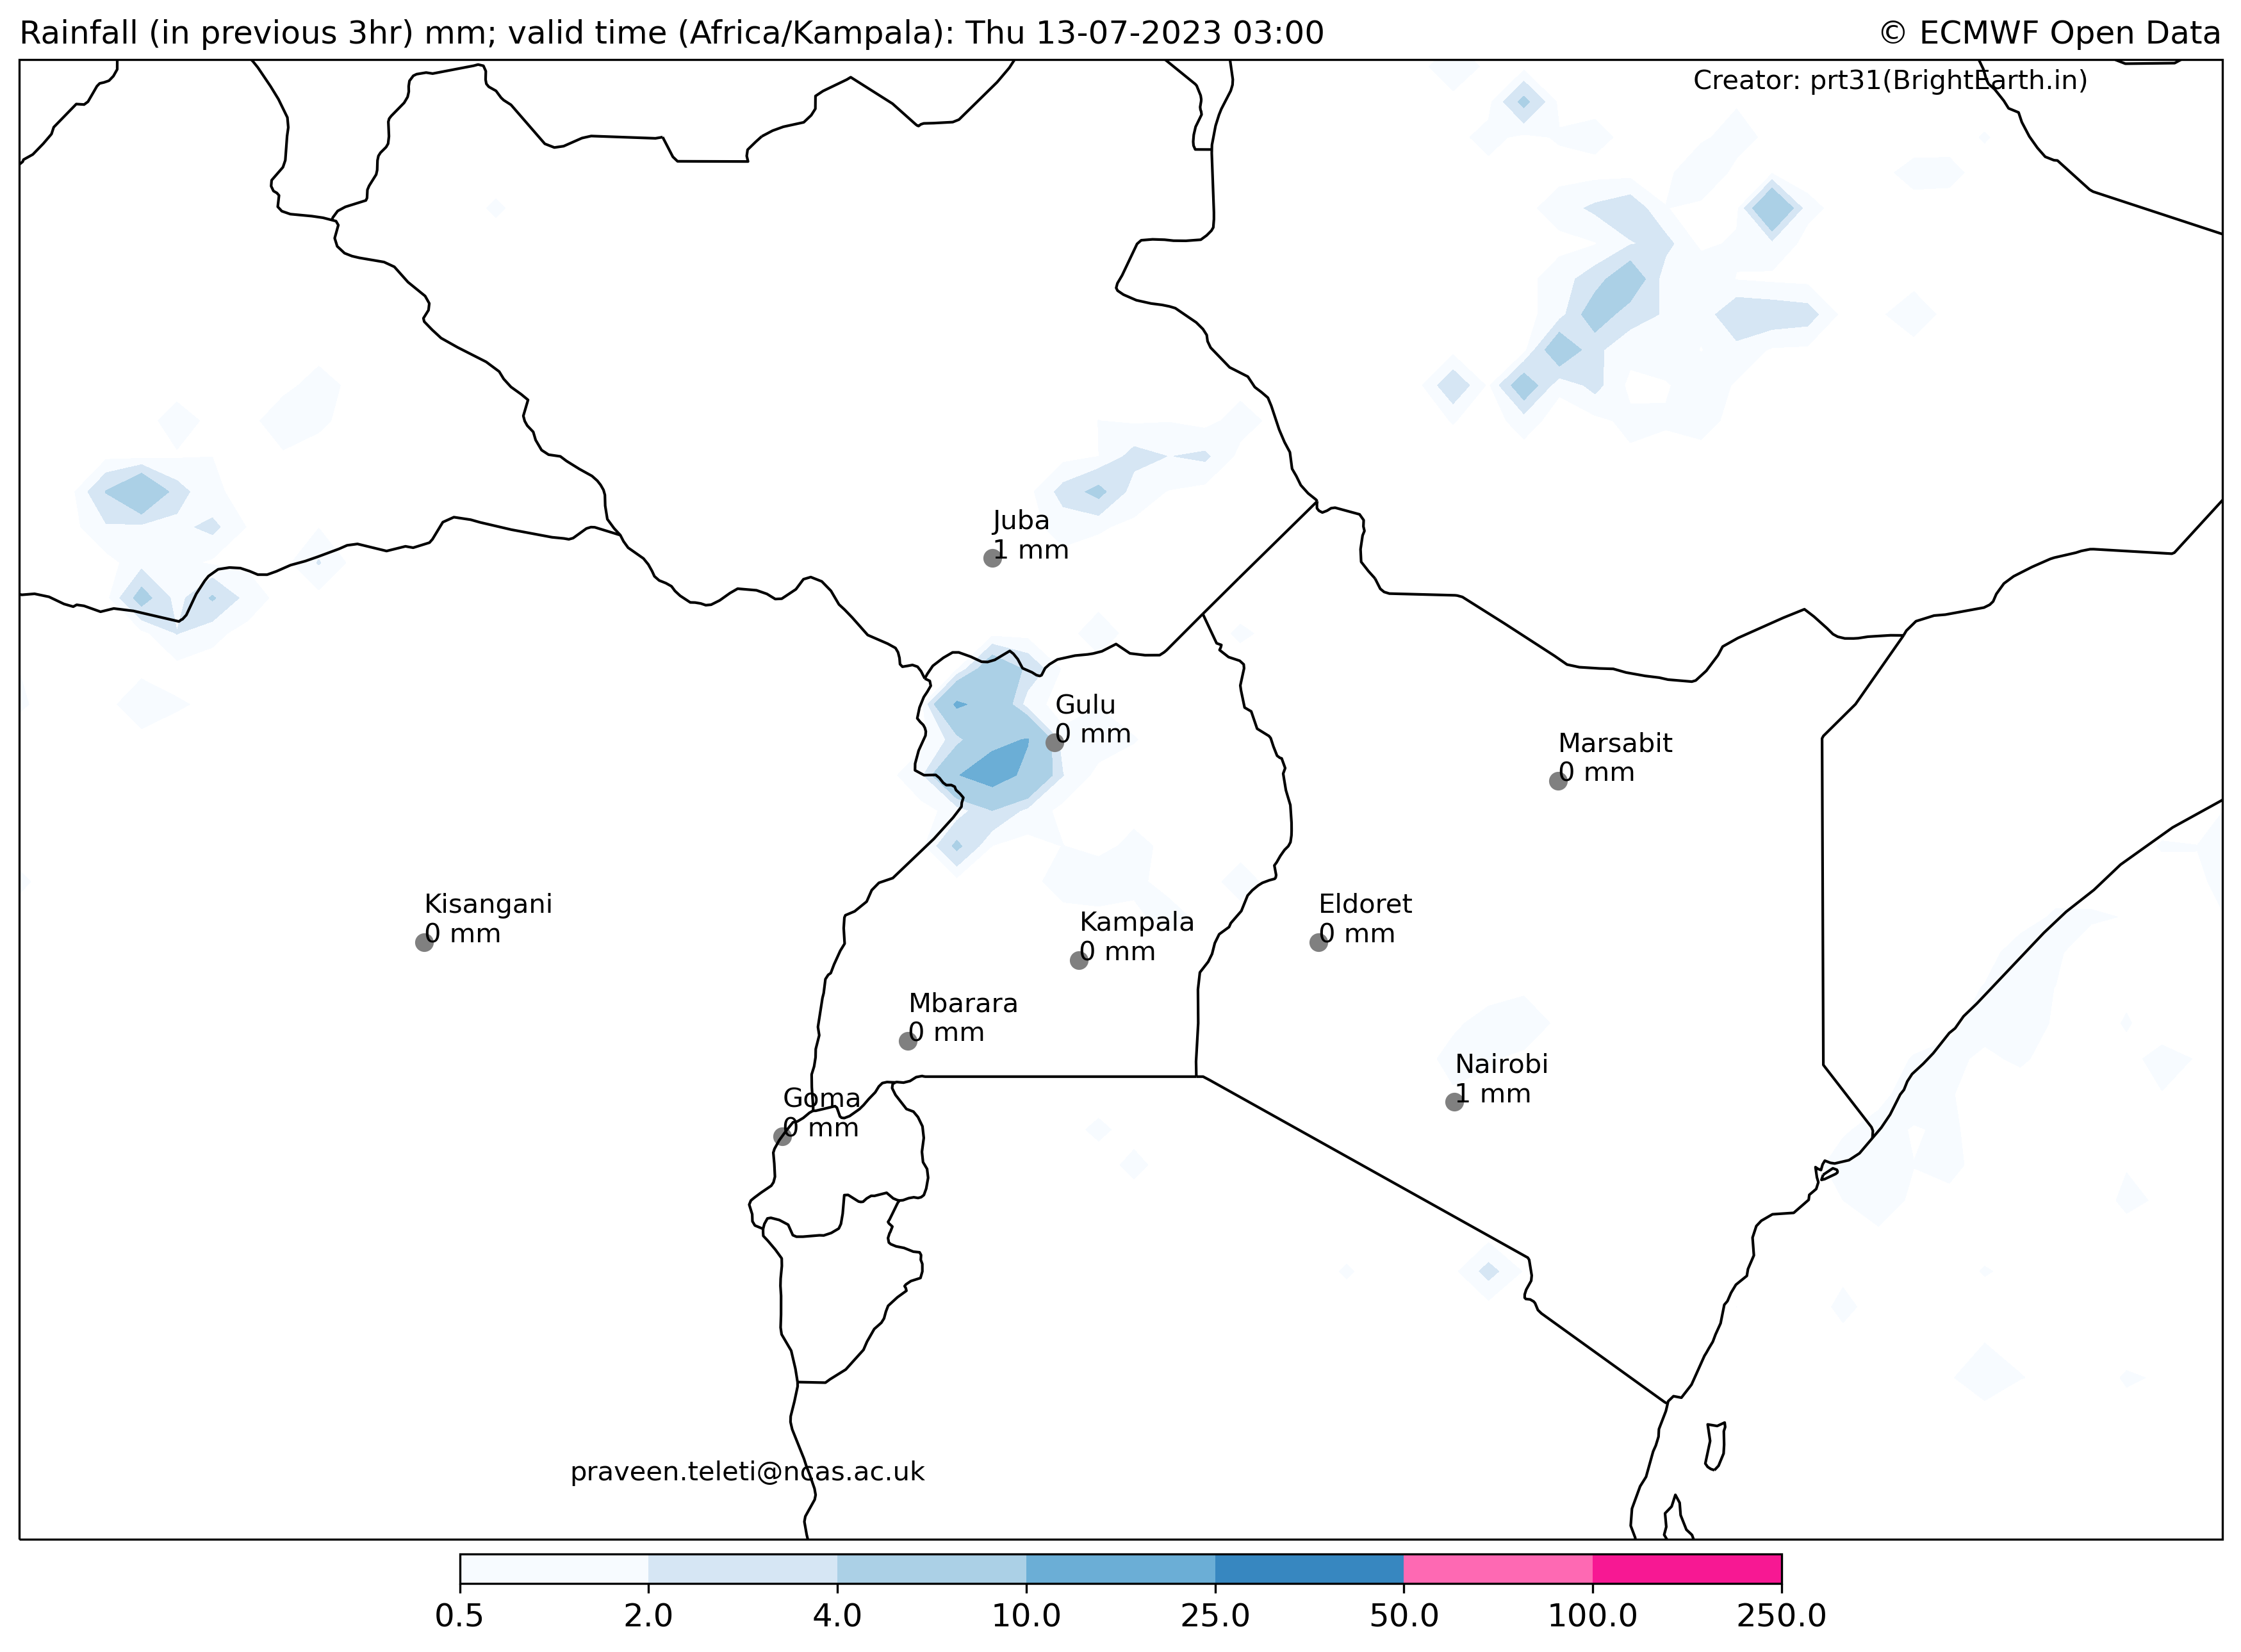 Rainfall (in previous 3hr) mm; valid time (Africa/Kampala): Thu 13-07-2023 03:00
© ECMWF Open Data
Creator: prt31(BrightEarth.in)
Juba
1 mm
Gulu
0 mm
Marsabit
0 mm
Kisangani
0 mm
Kampala
0 mm
Eldoret
0 mm
Mbarara
0 mm
Nairobi
1 mm
Goma
0 mm
praveen.teleti@ncas.ac.uk
0.5 2.0 4.0 10.0 25.0 50.0 100.0 250.0